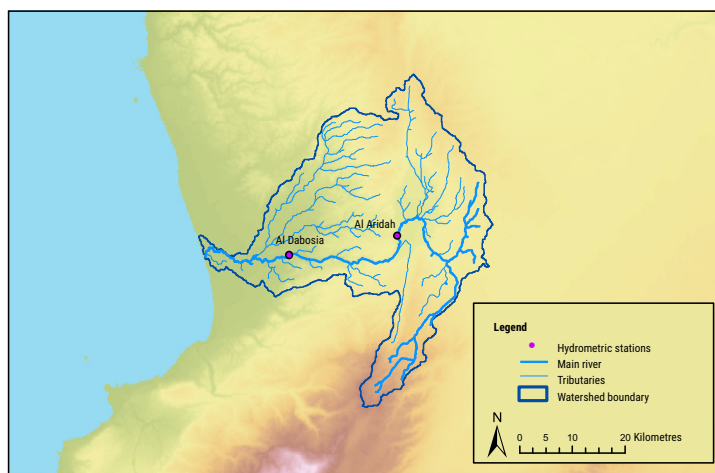 Al Aridah
Al Dabosia
Legend
Hydrometric stations
Main river
Tributaries
Watershed boundary
N
0 5 10 20 Kilometres